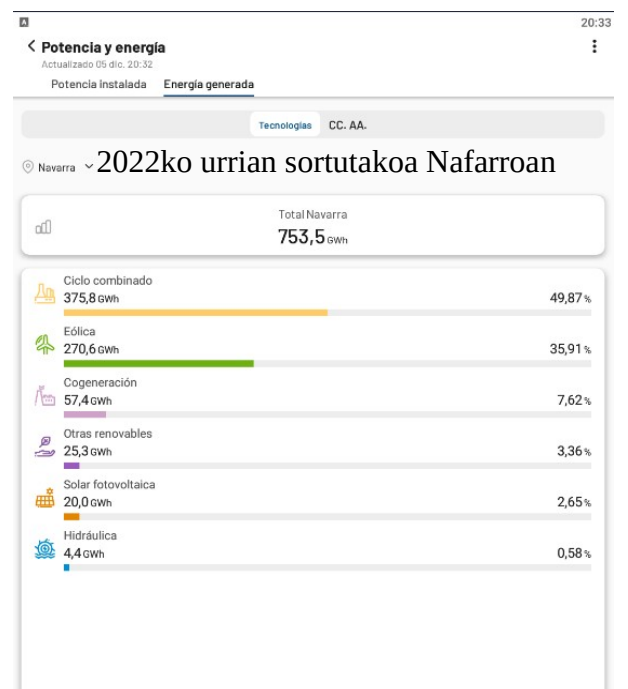 A 20:33
Potencia y energía
Actualizado 05 dic. 20:32
Potencia instalada Energía generada
Tecnologías CC. AA.
Navarra 2022ko urrian sortutakoa Nafarroan
Total Navarra
753,5 GWh
Ciclo combinado
375,8 GWh 49,87 %
Eólica
270,6 GWh 35,91 %
Cogeneración
57,4 GWh 7,62 %
Otras renovables
25,3 GWh 3,36 %
Solar fotovoltaica
20,0 GWh 2,65 %
Hidráulica
4,4 GWh 0,58 %